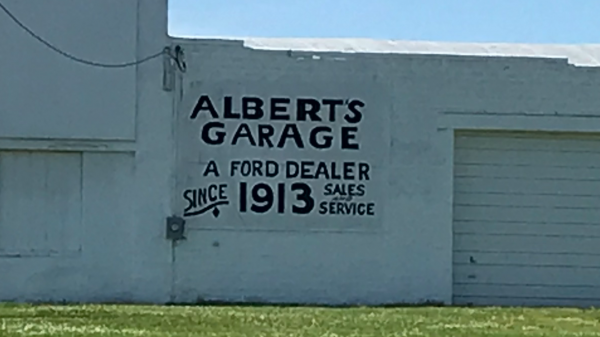 ALBERT'S
GARAGE
A FORD DEALER
SINCE 1913 SALES and SERVICE